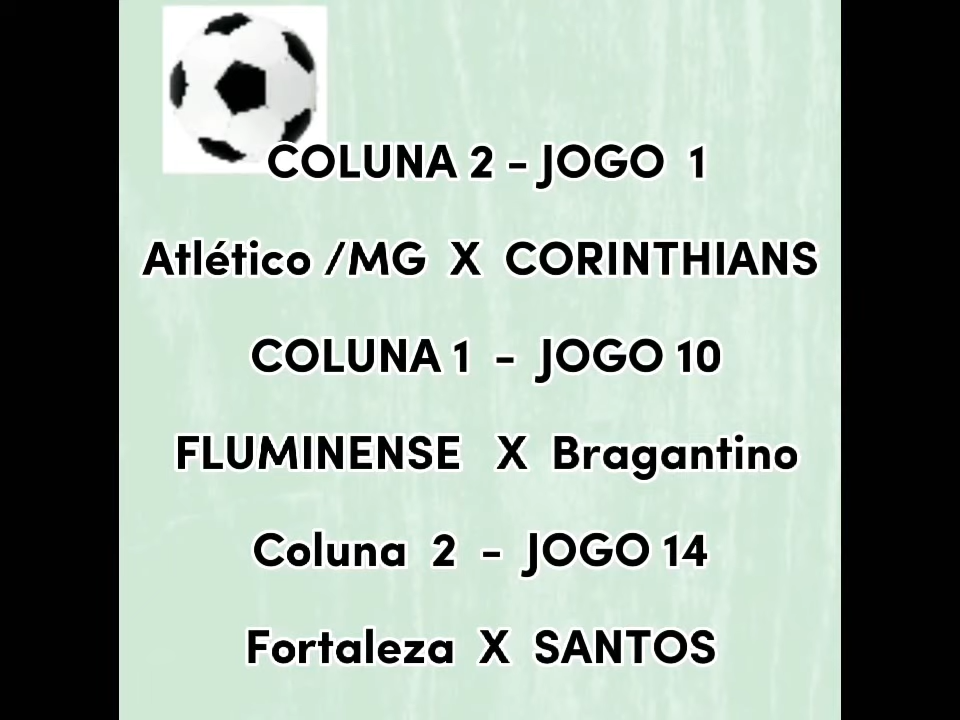 COLUNA 2 - JOGO 1
Atlético /MG X CORINTHIANS
COLUNA 1 - JOGO 10
FLUMINENSE X Bragantino
Coluna 2 - JOGO 14
Fortaleza X SANTOS